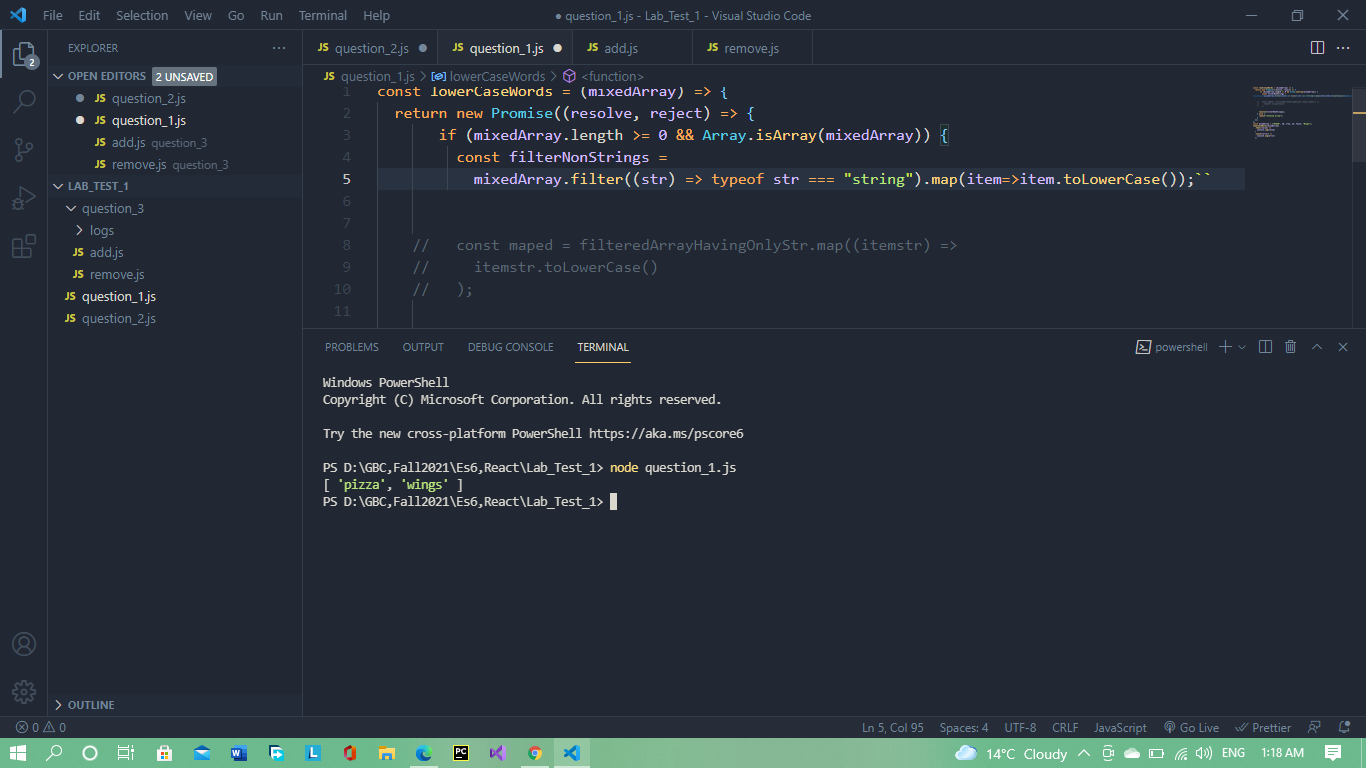 File Edit Selection View Go Run Terminal Help
● question_1.js - Lab_Test_1 - Visual Studio Code
2
EXPLORER ···
OPEN EDITORS 2 UNSAVED
● JS question_2.js
● JS question_1.js
JS add.js question_3
JS remove.js question_3
LAB_TEST_1
question_3
logs
JS add.js
JS remove.js
JS question_1.js
JS question_2.js
OUTLINE
JS question_2.js ● JS question_1.js ● JS add.js JS remove.js ···
JS question_1.js > lowerCaseWords > <function>
1 const lowerCaseWords = (mixedArray) => {
2 return new Promise((resolve, reject) => {
3 if (mixedArray.length >= 0 && Array.isArray(mixedArray)) {
4 const filterNonStrings =
5 mixedArray.filter((str) => typeof str === "string").map(item=>item.toLowerCase());``
6
7
8 // const maped = filteredArrayHavingOnlyStr.map((itemstr) =>
9 // itemstr.toLowerCase()
10 // );
11
PROBLEMS OUTPUT DEBUG CONSOLE TERMINAL powershell
Windows PowerShell
Copyright (C) Microsoft Corporation. All rights reserved.
Try the new cross-platform PowerShell https://aka.ms/pscore6
PS D:\GBC,Fall2021\Es6,React\Lab_Test_1> node question_1.js
[ 'pizza', 'wings' ]
PS D:\GBC,Fall2021\Es6,React\Lab_Test_1>
0 0 Ln 5, Col 95 Spaces: 4 UTF-8 CRLF JavaScript Go Live Prettier
W L PC 14°C Cloudy ENG 1:18 AM